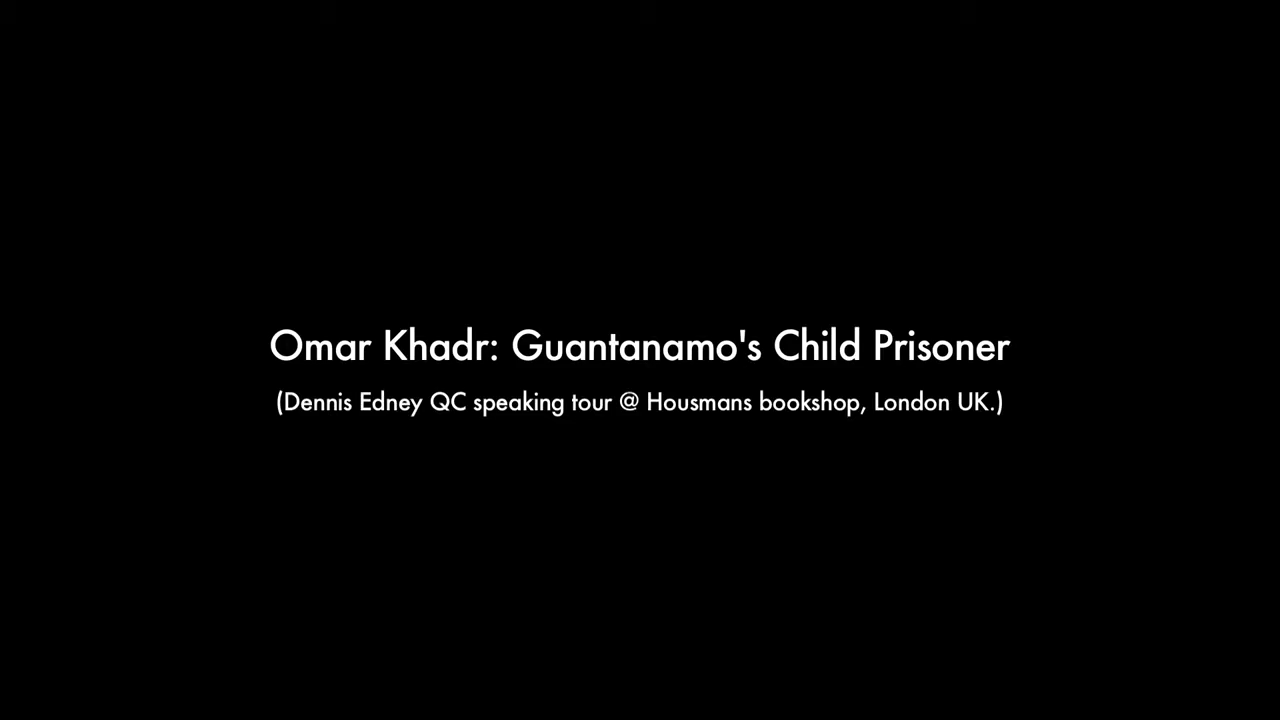 Omar Khadr: Guantanamo's Child Prisoner
(Dennis Edney QC speaking tour @ Housmans bookshop, London UK.)